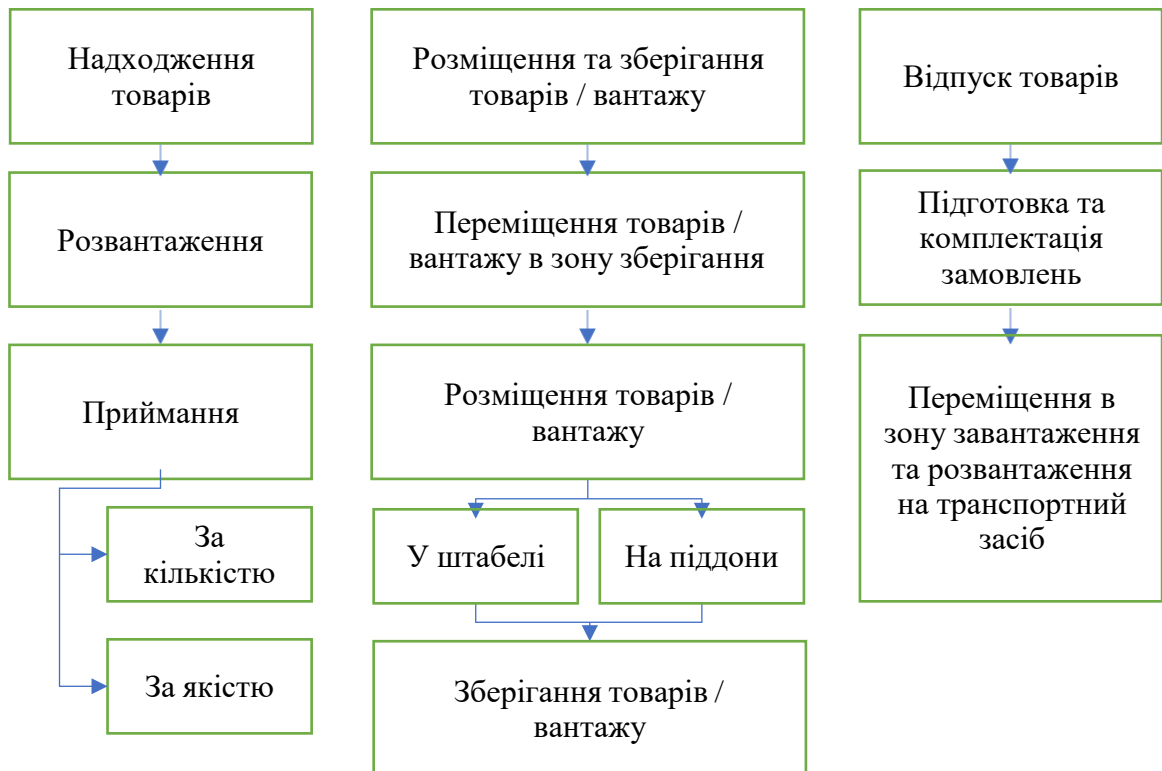 Надходження
товарів
Розвантаження
Приймання
За
кількістю
За якістю
Розміщення та зберігання
товарів / вантажу
Переміщення товарів /
вантажу в зону зберігання
Розміщення товарів /
вантажу
У штабелі
На піддони
Зберігання товарів /
вантажу
Відпуск товарів
Підготовка та
комплектація
замовлень
Переміщення в
зону завантаження
та розвантаження
на транспортний
засіб